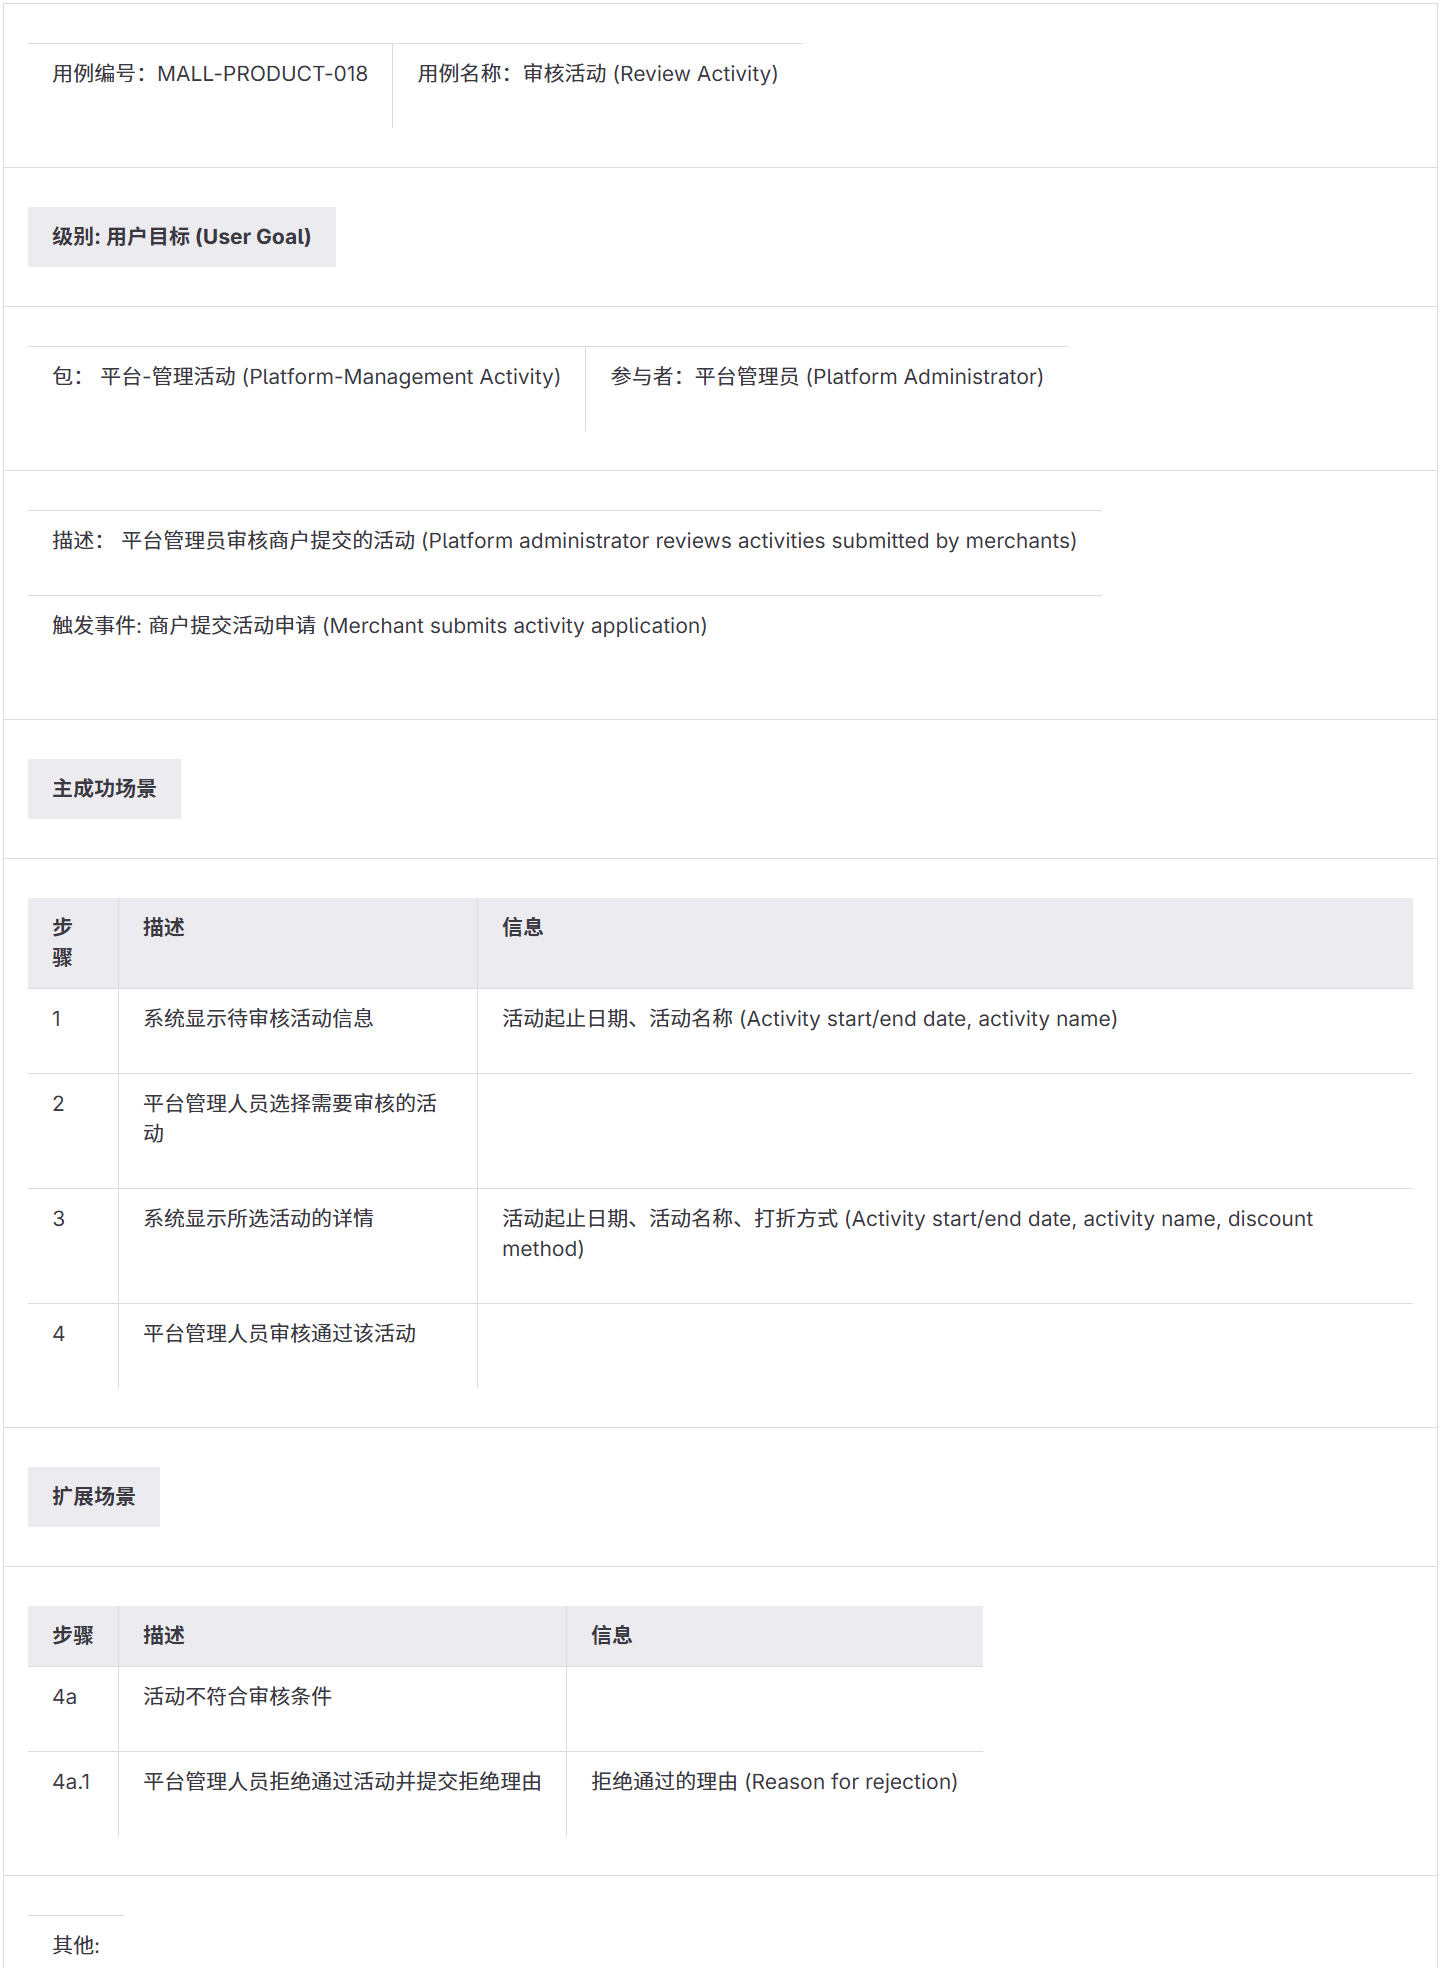 用例编号：MALL-PRODUCT-018
用例名称：审核活动 (Review Activity)
级别: 用户目标 (User Goal)
包： 平台-管理活动 (Platform-Management Activity)
参与者：平台管理员 (Platform Administrator)
描述： 平台管理员审核商户提交的活动 (Platform administrator reviews activities submitted by merchants)
触发事件: 商户提交活动申请 (Merchant submits activity application)
主成功场景
步
骤
描述
信息
1
系统显示待审核活动信息
活动起止日期、活动名称 (Activity start/end date, activity name)
2
平台管理人员选择需要审核的活
动
3
系统显示所选活动的详情
活动起止日期、活动名称、打折方式 (Activity start/end date, activity name, discount
method)
4
平台管理人员审核通过该活动
扩展场景
步骤
描述
信息
4a
活动不符合审核条件
4a.1
平台管理人员拒绝通过活动并提交拒绝理由
拒绝通过的理由 (Reason for rejection)
其他: